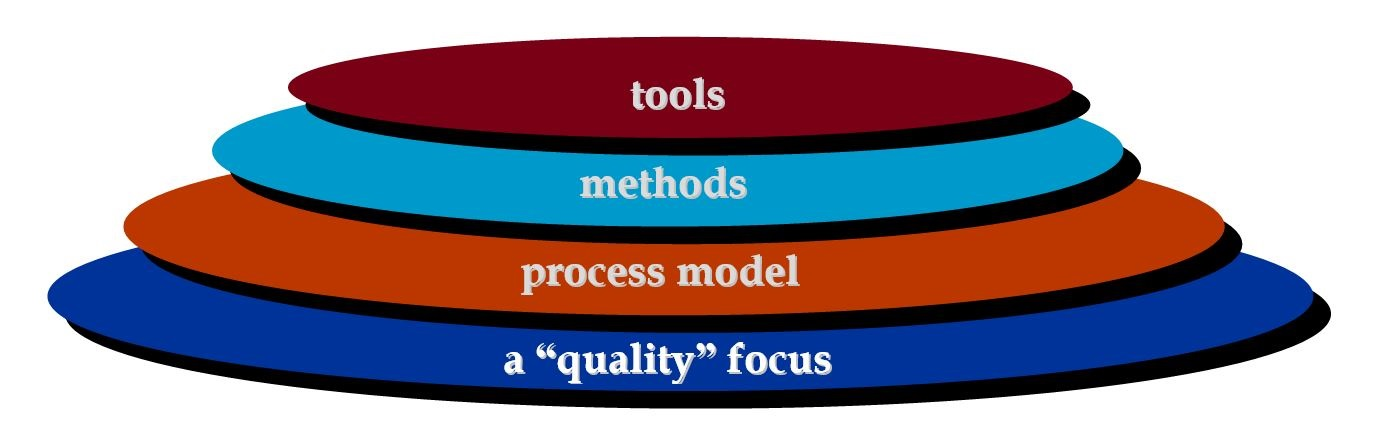 tools
methods
process model
a “quality” focus